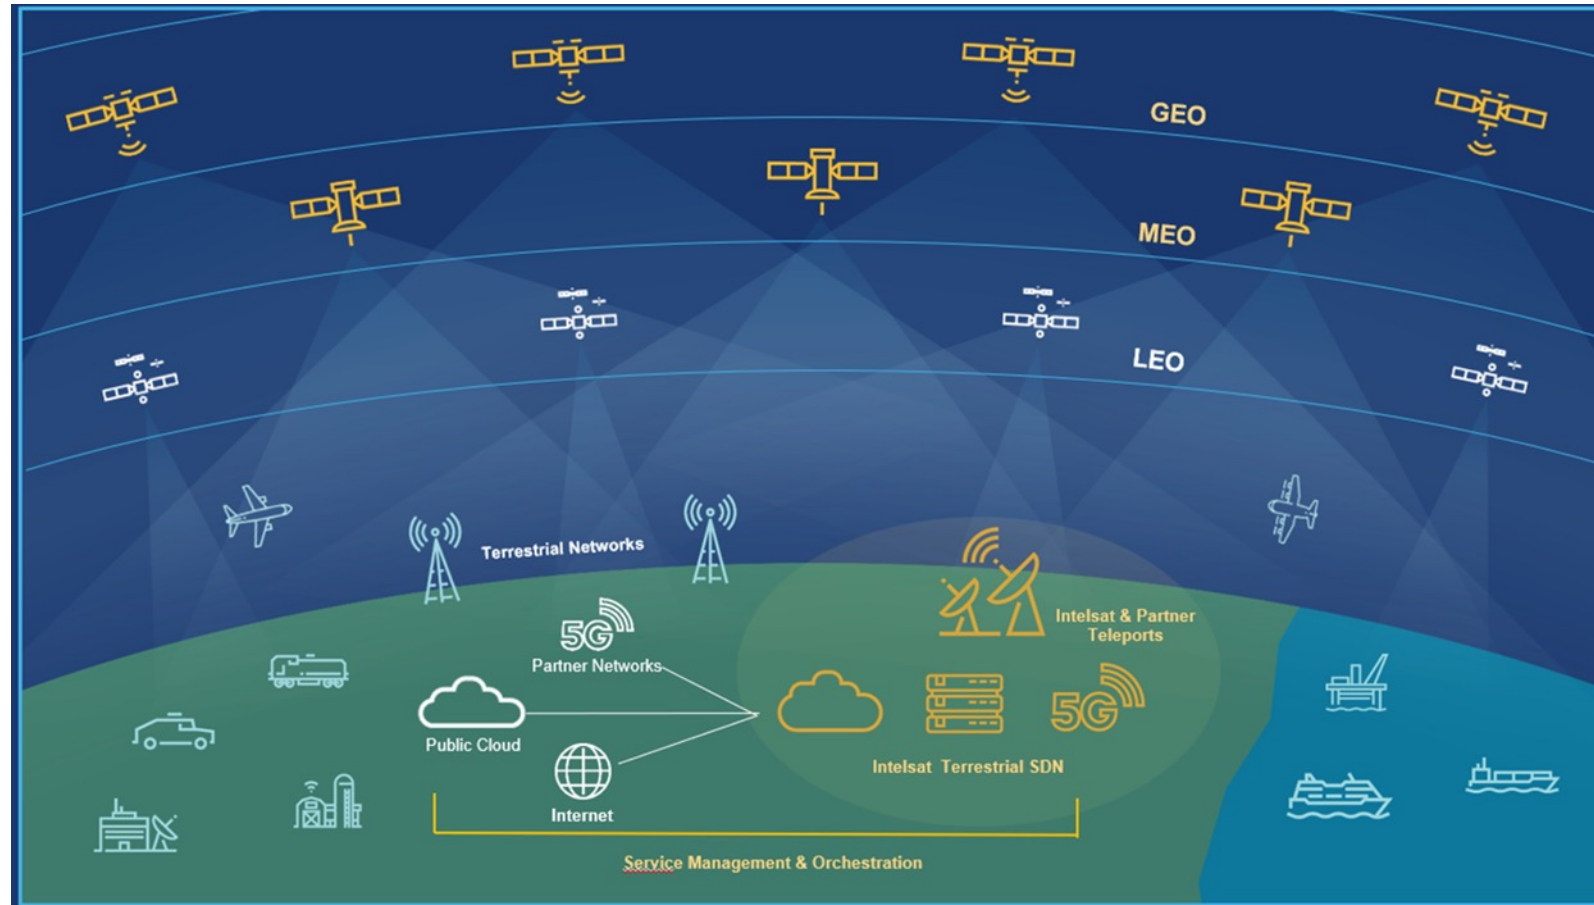 GEO
MEO
LEO
Terrestrial Networks
5G
Partner Networks
Intelsat & Partner
Teleports
Public Cloud
5G
Intelsat Terrestrial SDN
Internet
Service Management & Orchestration